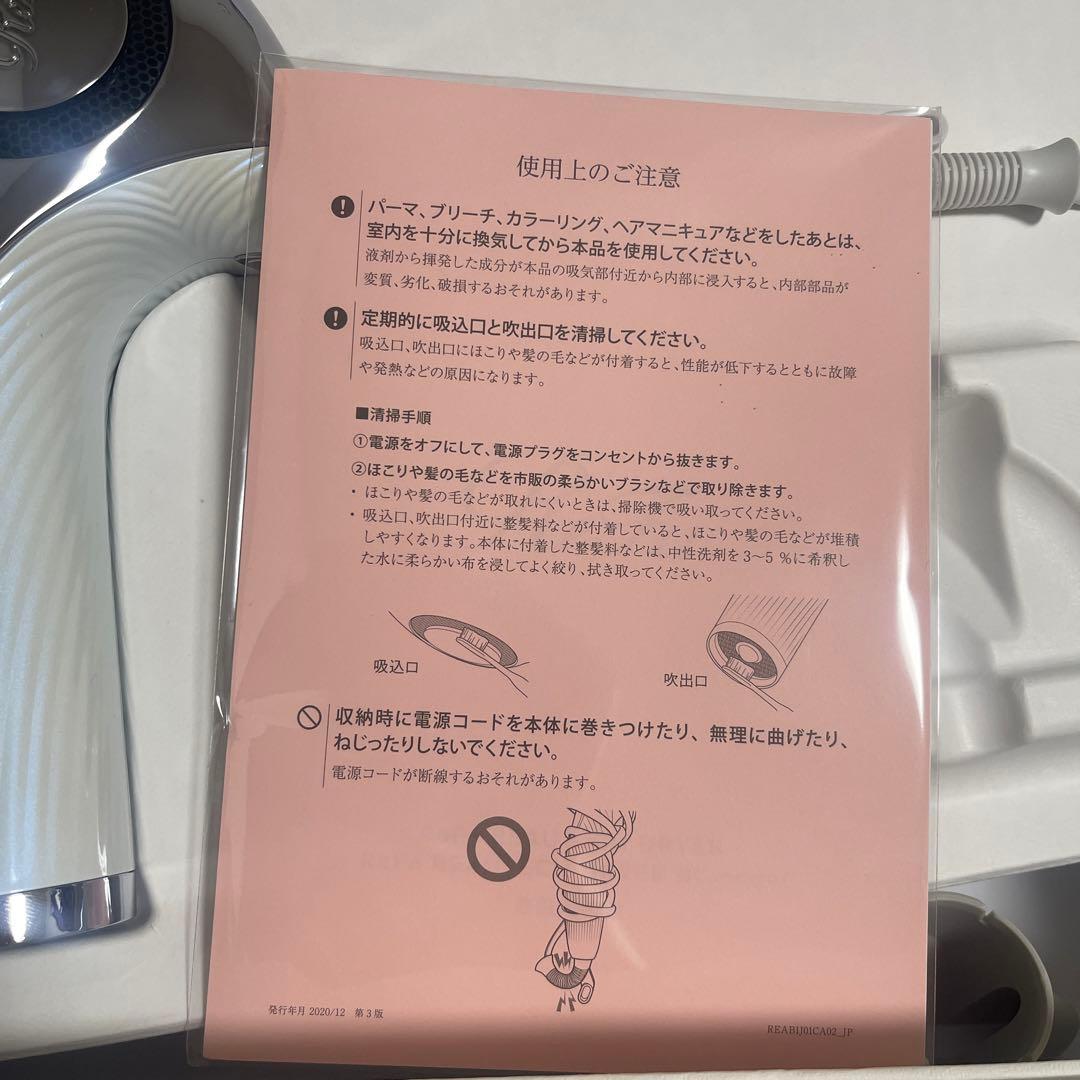 使用上のご注意
パーマ、ブリーチ、カラーリング、ヘアマニキュアなどをしたあとは、
室内を十分に換気してから本品を使用してください。
液剤から揮発した成分が本品の吸気部付近から内部に浸入すると、内部部品が
変質、劣化、破損するおそれがあります。
定期的に吸込口と吹出口を清掃してください。
吸込口、吹出口にほこりや髪の毛などが付着すると、性能が低下するとともに故障
や発熱などの原因になります。
■清掃手順
①電源をオフにして、電源プラグをコンセントから抜きます。
②ほこりや髪の毛などを市販の柔らかいブラシなどで取り除きます。
・ほこりや髪の毛などが取れにくいときは、掃除機で吸い取ってください。
・吸込口、吹出口付近に整髪料などが付着していると、ほこりや髪の毛などが堆積
しやすくなります。本体に付着した整髪料などは、中性洗剤を3～5 %に希釈し
た水に柔らかい布を浸してよく絞り、拭き取ってください。
吸込口
吹出口
収納時に電源コードを本体に巻きつけたり、無理に曲げたり、
ねじったりしないでください。
電源コードが断線するおそれがあります。
発行年月 2020/12 第3版
REABIJ01CA02_JP